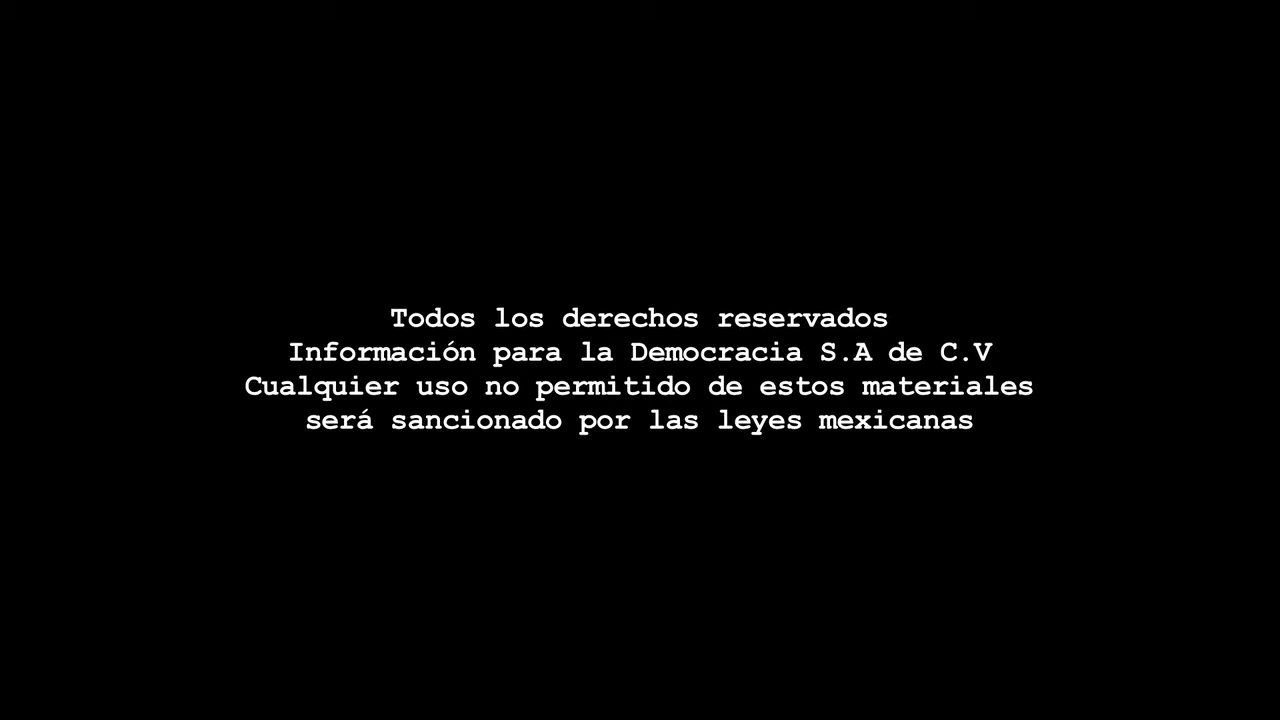 Todos los derechos reservados
Información para la Democracia S.A de C.V
Cualquier uso no permitido de estos materiales
será sancionado por las leyes mexicanas